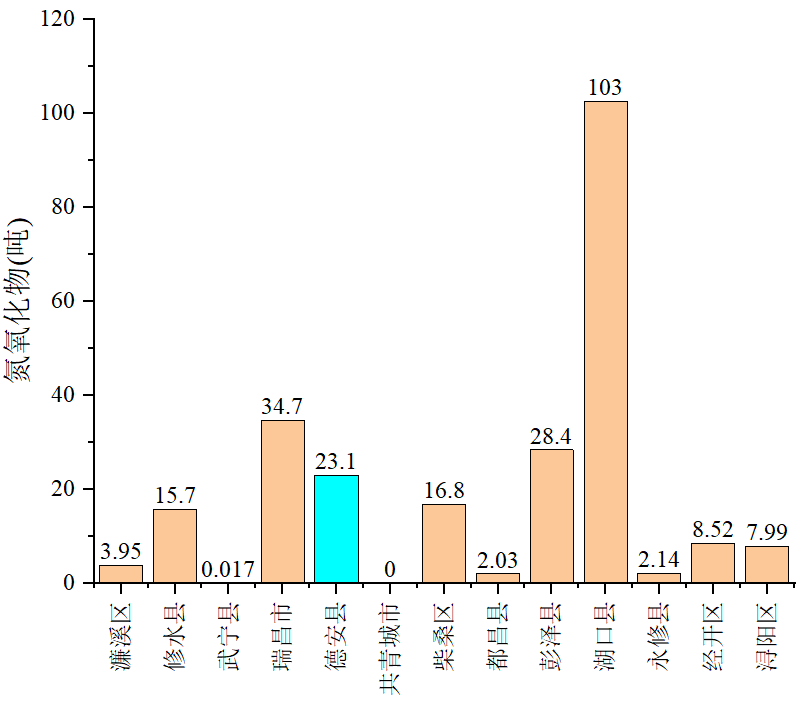 氮氧化物(吨)
120
100
80
60
40
20
0
3.95
15.7
0.017
34.7
23.1
0
16.8
2.03
28.4
103
2.14
8.52
7.99
濂溪区
修水县
武宁县
瑞昌市
德安县
共青城市
柴桑区
都昌县
彭泽县
湖口县
永修县
经开区
浔阳区